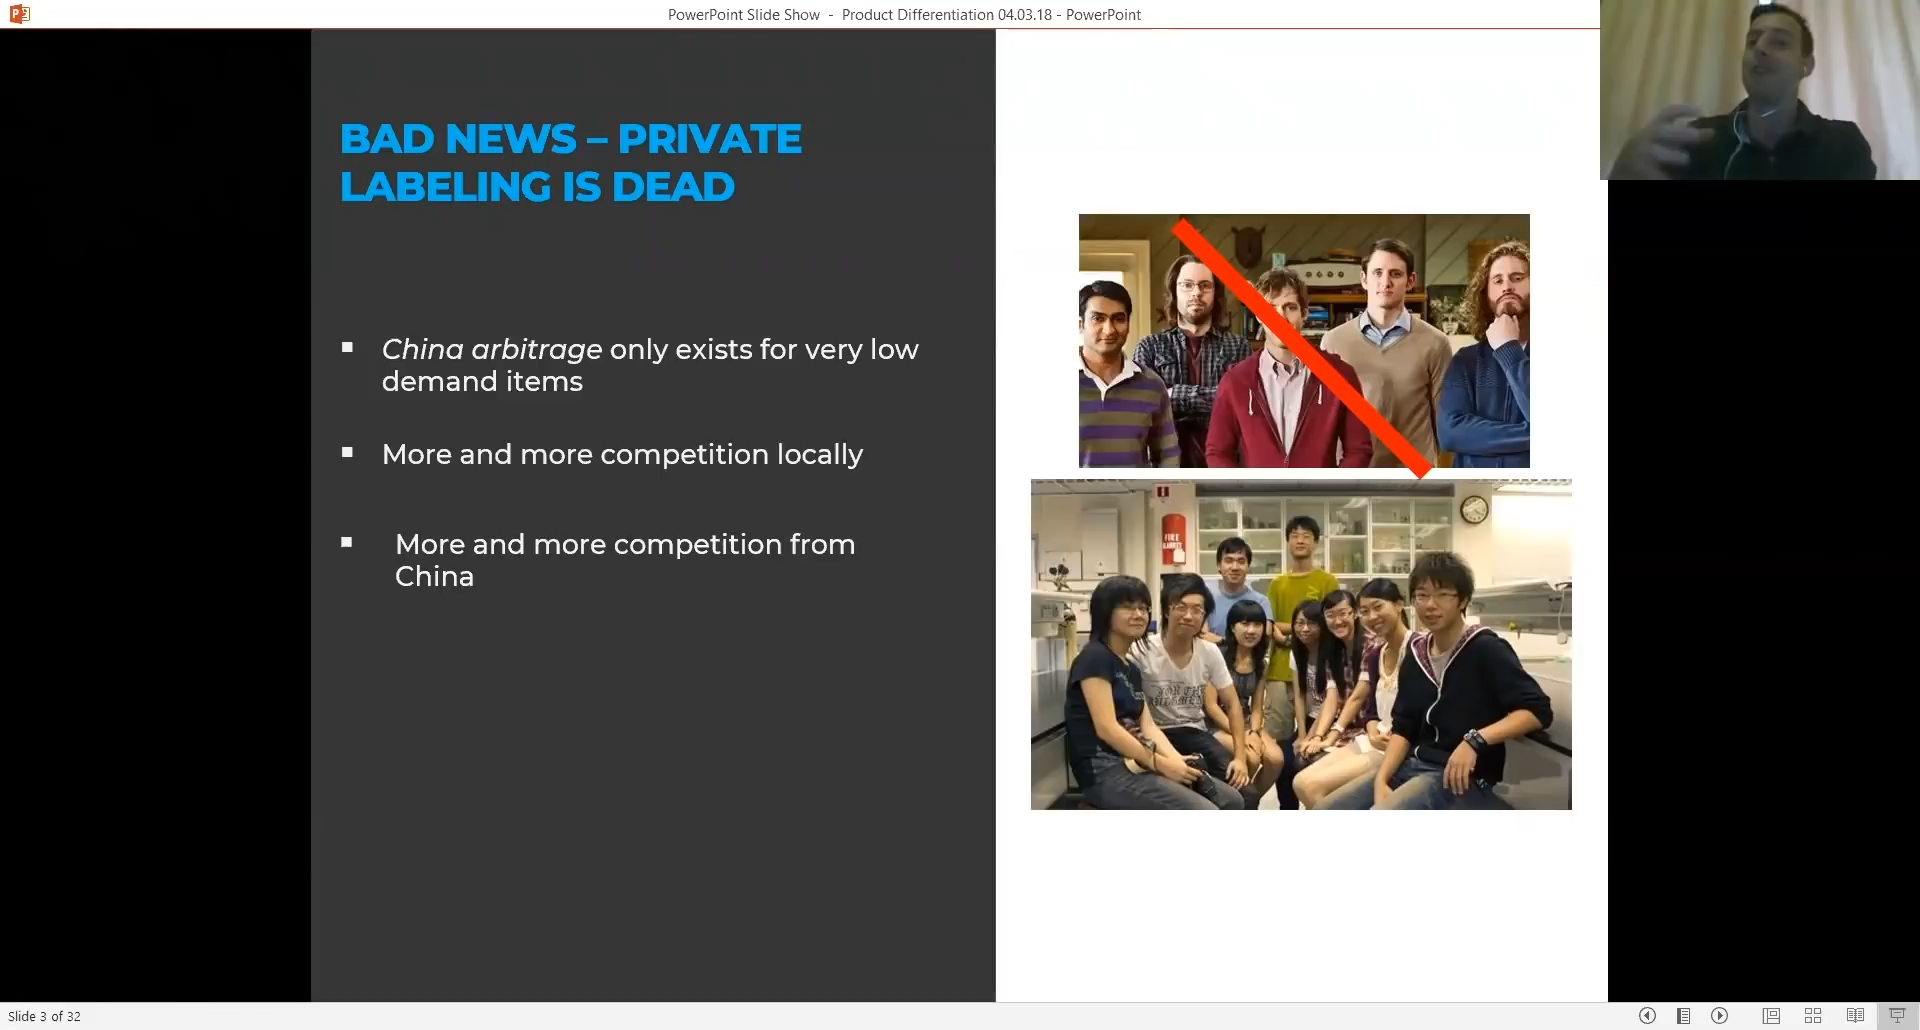 PowerPoint Slide Show - Product Differentiation 04.03.18 - PowerPoint
BAD NEWS – PRIVATE
LABELING IS DEAD
▪ China arbitrage only exists for very low
demand items
▪ More and more competition locally
▪ More and more competition from
China
FIRE
BLANKET
Slide 3 of 32